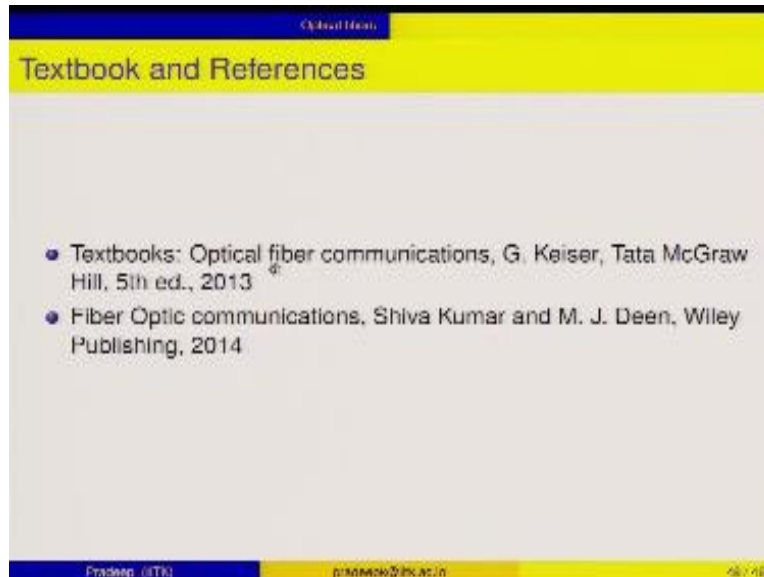 Optical fibers
Textbook and References
Textbooks: Optical fiber communications, G. Keiser, Tata McGraw
Hill, 5th ed., 2013
Fiber Optic communications, Shiva Kumar and M. J. Deen, Wiley
Publishing, 2014
Pradeep (IITK)
pradeepk@iitk.ac.in